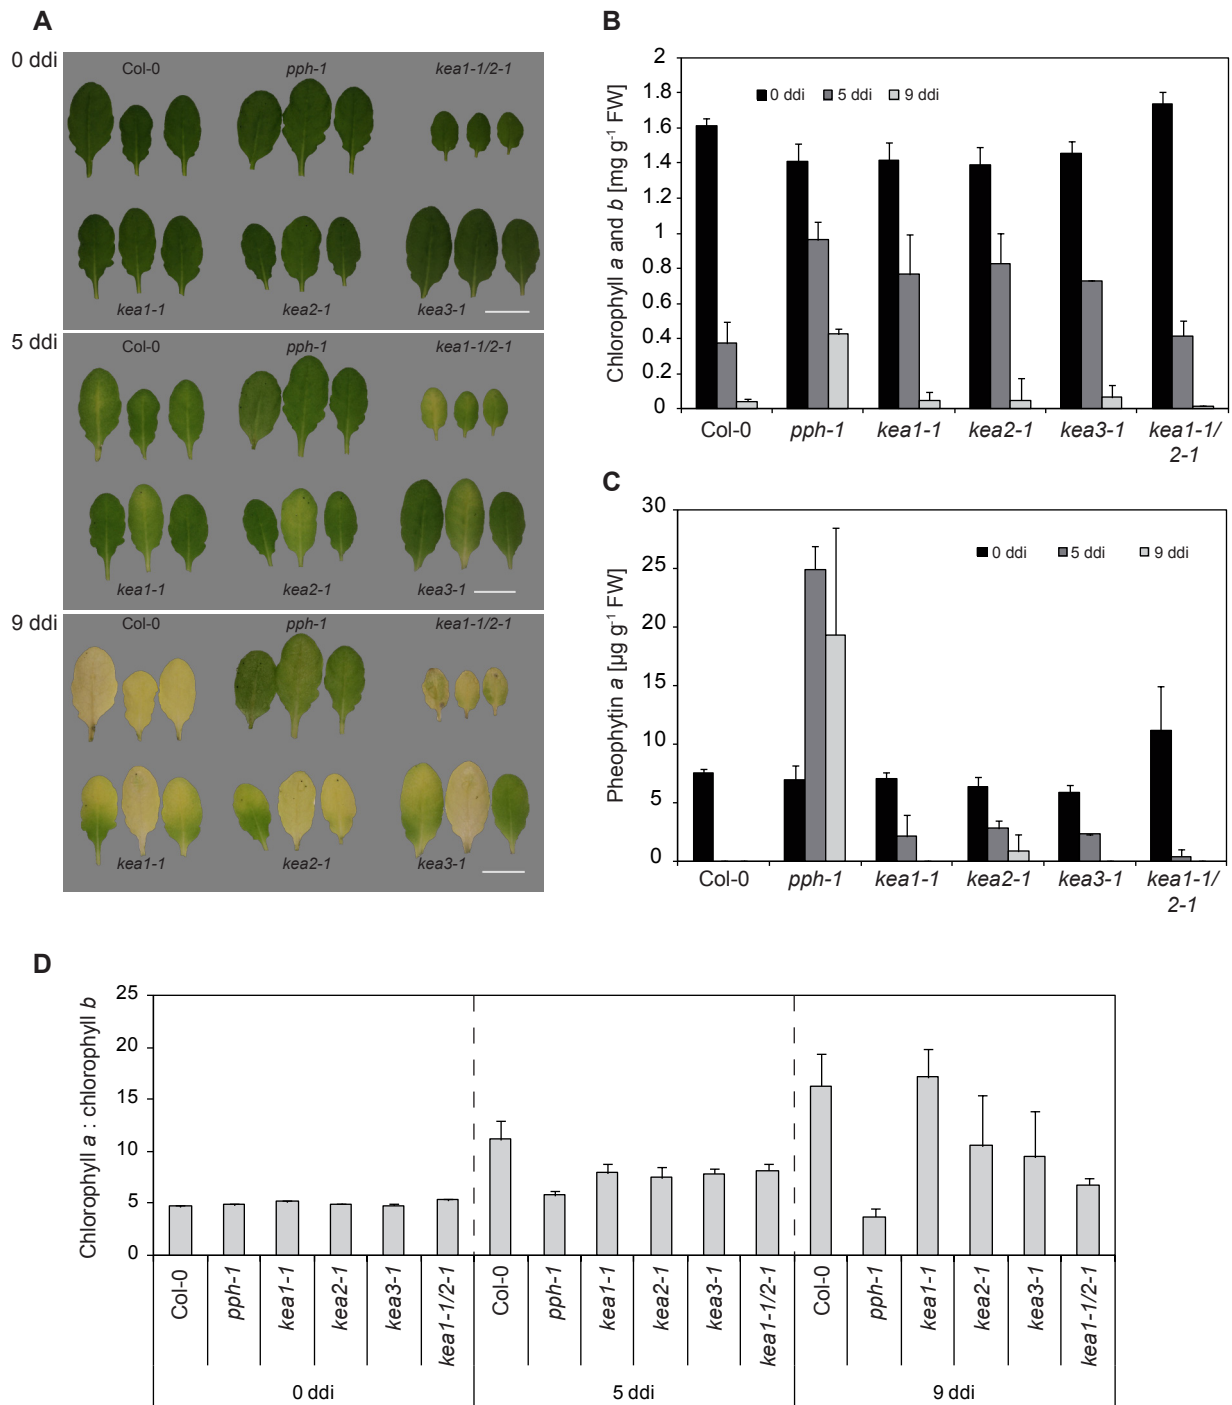 A
0 ddi
Col-0 pph-1 kea1-1/2-1
kea1-1 kea2-1 kea3-1
5 ddi
Col-0 pph-1 kea1-1/2-1
kea1-1 kea2-1 kea3-1
9 ddi
Col-0 pph-1 kea1-1/2-1
kea1-1 kea2-1 kea3-1
B
Chlorophyll a and b [mg g⁻¹ FW]
2
1.8
1.6
1.4
1.2
1
0.8
0.6
0.4
0.2
0
0 ddi 5 ddi 9 ddi
Col-0 pph-1 kea1-1 kea2-1 kea3-1 kea1-1/
2-1
C
Pheophytin a [µg g⁻¹ FW]
30
25
20
15
10
5
0
0 ddi 5 ddi 9 ddi
Col-0 pph-1 kea1-1 kea2-1 kea3-1 kea1-1/
2-1
D
Chlorophyll a : chlorophyll b
25
20
15
10
5
0
Col-0 pph-1 kea1-1 kea2-1 kea3-1 kea1-1/2-1 Col-0 pph-1 kea1-1 kea2-1 kea3-1 kea1-1/2-1 Col-0 pph-1 kea1-1 kea2-1 kea3-1 kea1-1/2-1
0 ddi 5 ddi 9 ddi